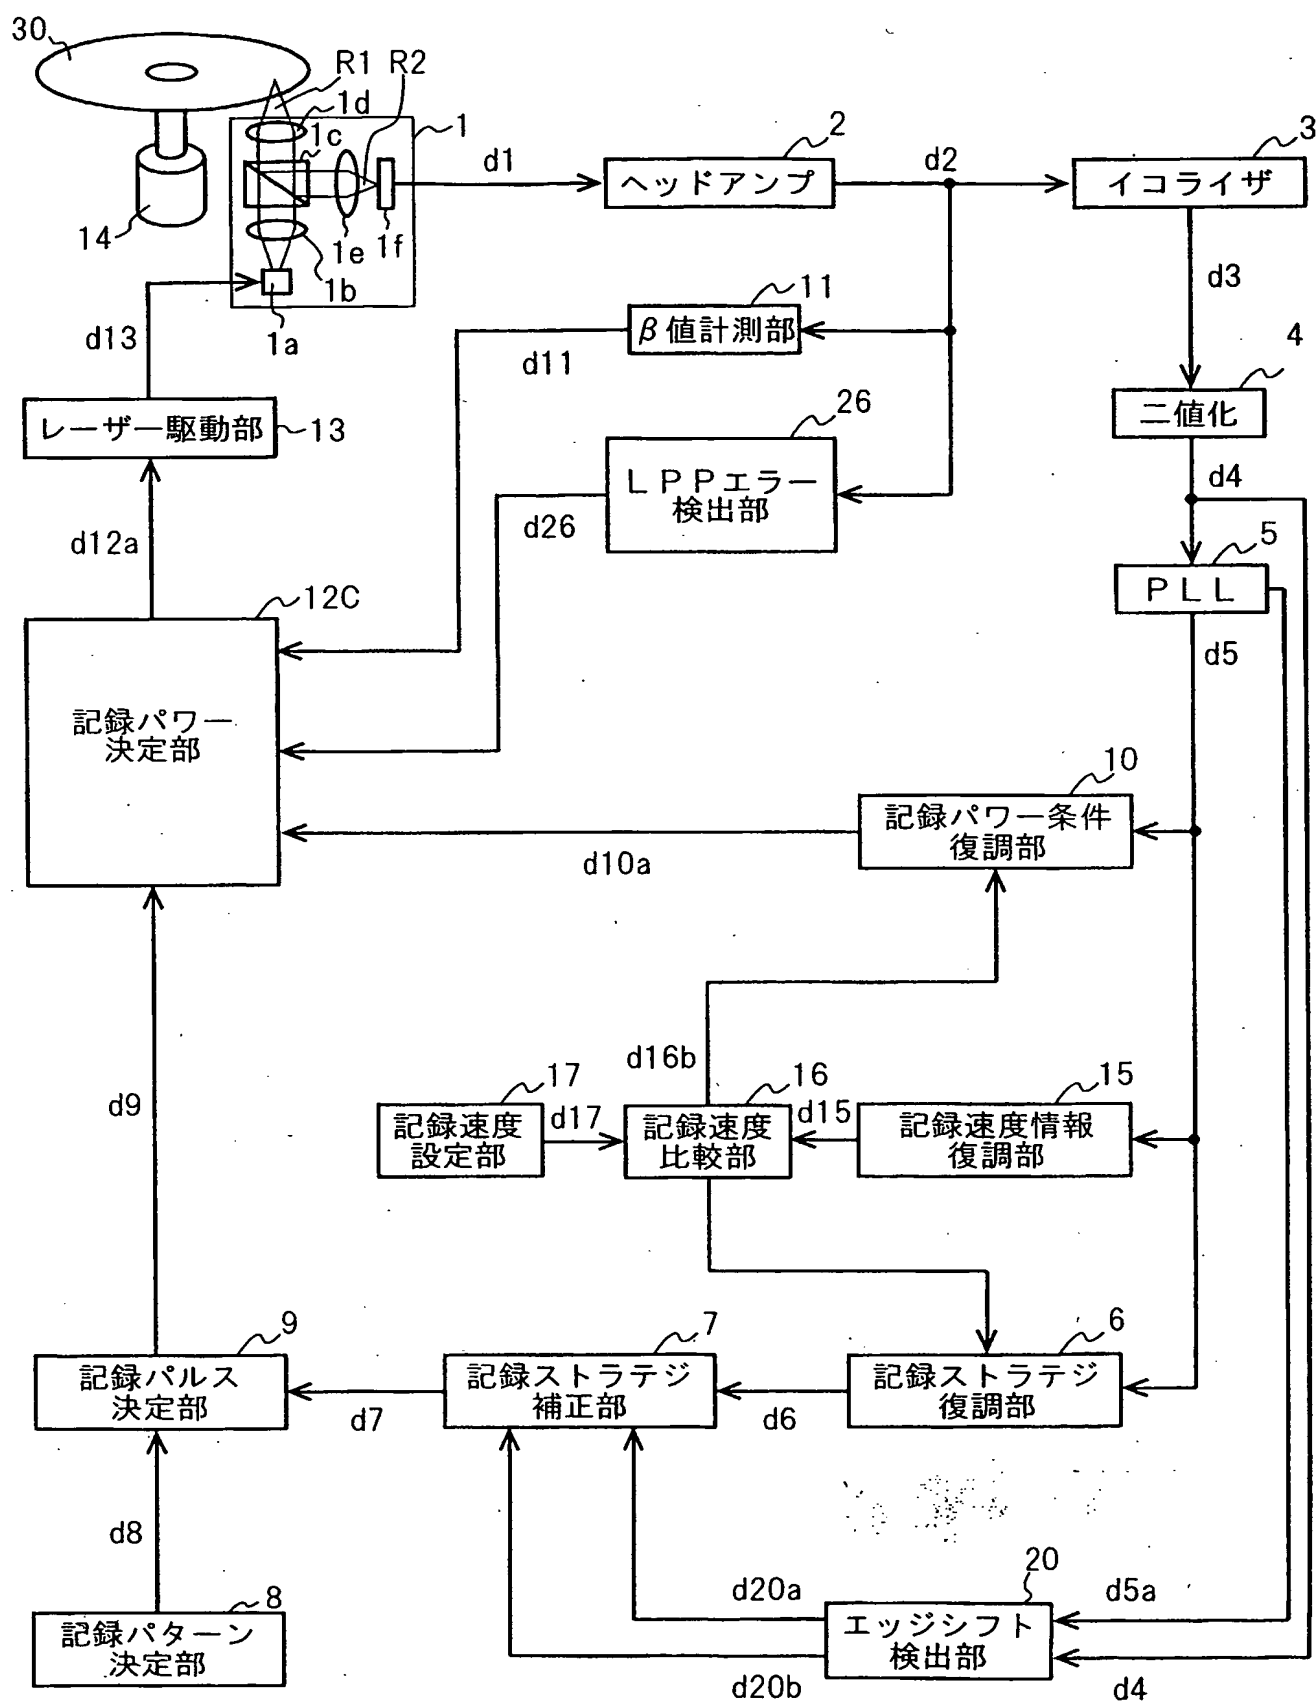 30
R1 R2
1d
1c
1
d1
2
ヘッドアンプ
d2
3
イコライザ
14
1e
1f
1b
1a
d3
d13
11
β値計測部
d11
4
二値化
レーザー駆動部
13
26
LPPエラー
検出部
d26
d4
5
PLL
d12a
12C
d5
記録パワー
決定部
10
記録パワー条件
復調部
d10a
d16b
d9
17
記録速度
設定部
d17
16
記録速度
比較部
d15
15
記録速度情報
復調部
9
記録パルス
決定部
d7
7
記録ストラテジ
補正部
d6
6
記録ストラテジ
復調部
d8
8
記録パターン
決定部
d20a
d20b
20
エッジシフト
検出部
d5a
d4